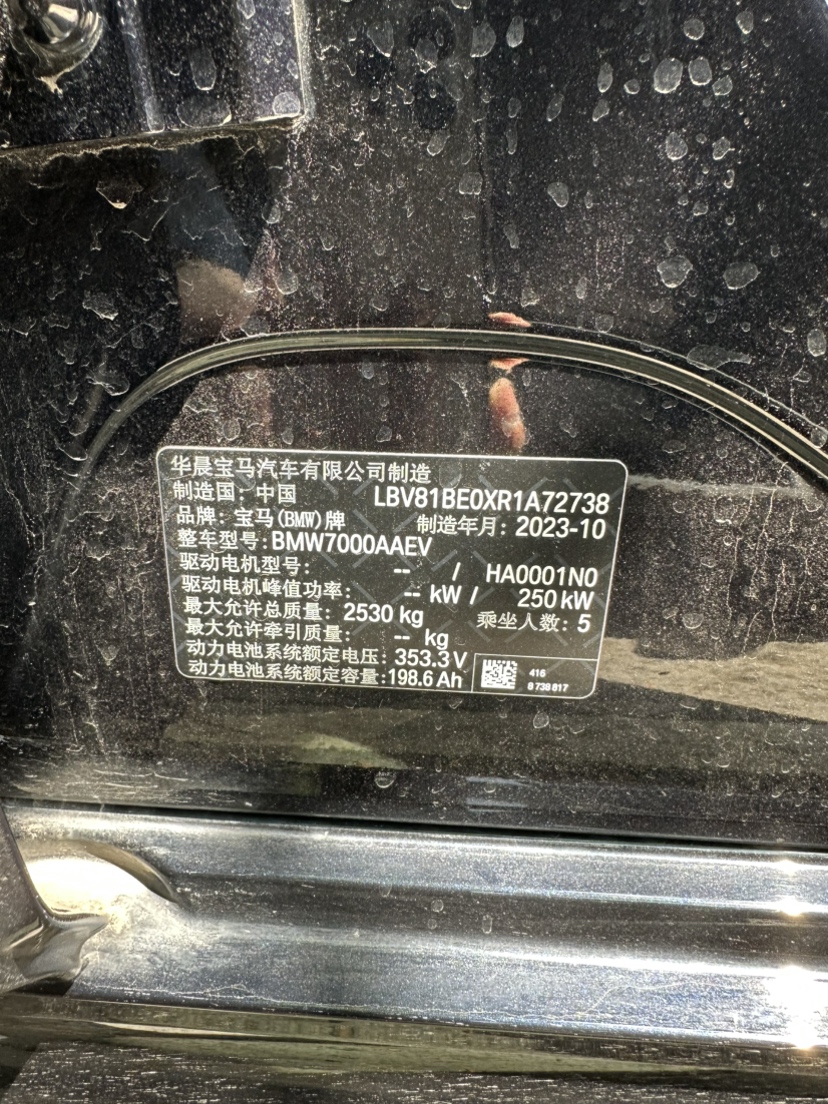 华晨宝马汽车有限公司制造
制造国：中国 LBV81BE0XR1A72738
品牌：宝马(BMW)牌 制造年月：2023-10
整车型号：BMW7000AAEV
驱动电机型号： -- / HA0001N0
驱动电机峰值功率： -- kW / 250 kW
最大允许总质量：2530 kg 乘坐人数：5
最大允许牵引质量： -- kg
动力电池系统额定电压：353.3 V
动力电池系统额定容量：198.6 Ah
416
8 738 817